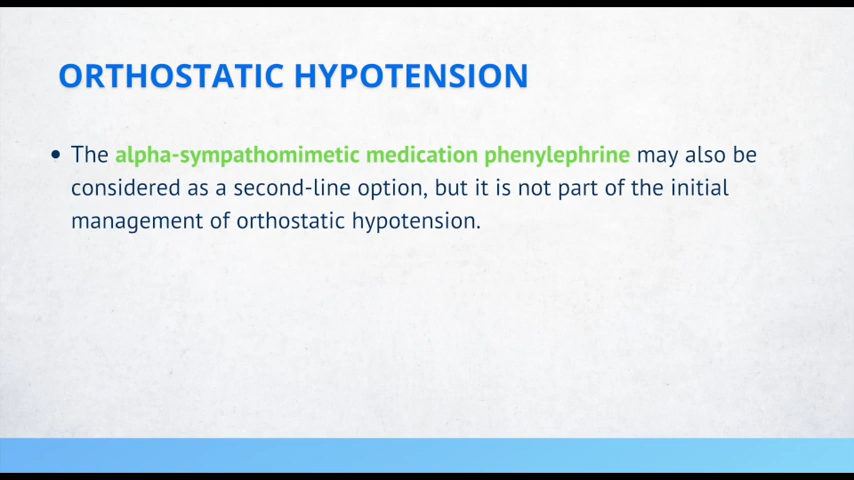 ORTHOSTATIC HYPOTENSION
• The alpha-sympathomimetic medication phenylephrine may also be
considered as a second-line option, but it is not part of the initial
management of orthostatic hypotension.